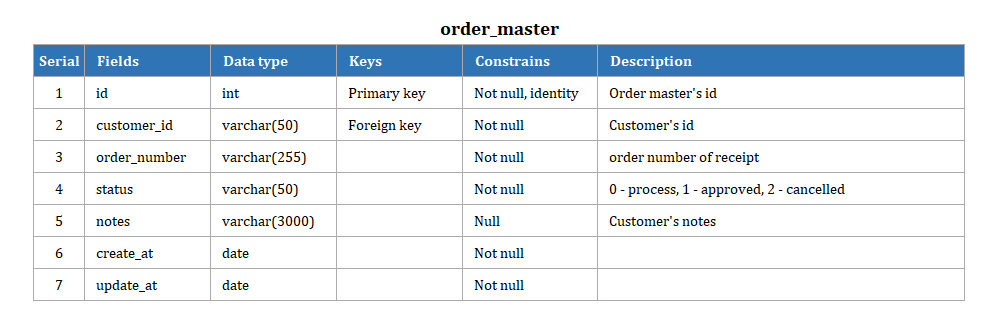 order_master
Serial Fields Data type Keys Constrains Description
1 id int Primary key Not null, identity Order master's id
2 customer_id varchar(50) Foreign key Not null Customer's id
3 order_number varchar(255) Not null order number of receipt
4 status varchar(50) Not null 0 - process, 1 - approved, 2 - cancelled
5 notes varchar(3000) Null Customer's notes
6 create_at date Not null
7 update_at date Not null